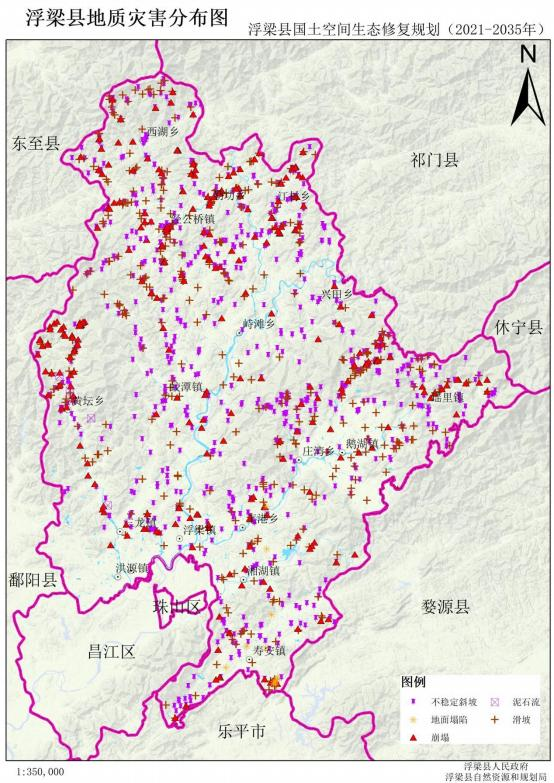 浮梁县地质灾害分布图
浮梁县国土空间生态修复规划（2021-2035年）
N
西湖乡
东至县
祁门县
江村乡
经公桥镇
兴田乡
休宁县
峙滩乡
蛟潭镇
瑶里镇
黄坛乡
鹅湖镇
庄湾乡
三龙镇
浮梁镇
洪源镇
湘湖镇
鄱阳县
珠山区
婺源县
昌江区
寿安镇
乐平市
图例
不稳定斜坡
泥石流
地面塌陷
滑坡
崩塌
1:350,000
浮梁县人民政府
浮梁县自然资源和规划局